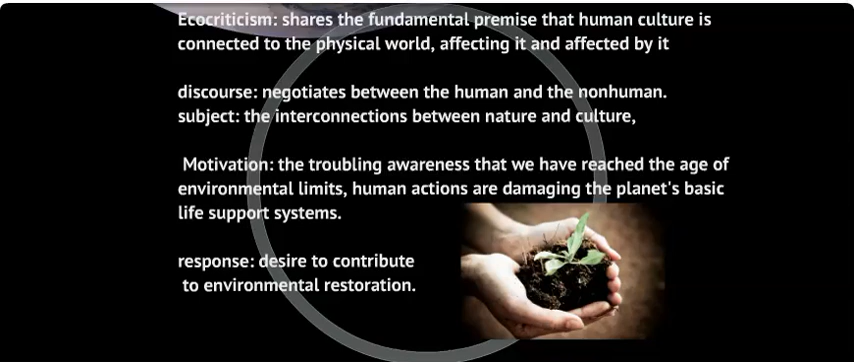 Ecocriticism: shares the fundamental premise that human culture is
connected to the physical world, affecting it and affected by it
discourse: negotiates between the human and the nonhuman.
subject: the interconnections between nature and culture,
Motivation: the troubling awareness that we have reached the age of
environmental limits, human actions are damaging the planet's basic
life support systems.
response: desire to contribute
to environmental restoration.